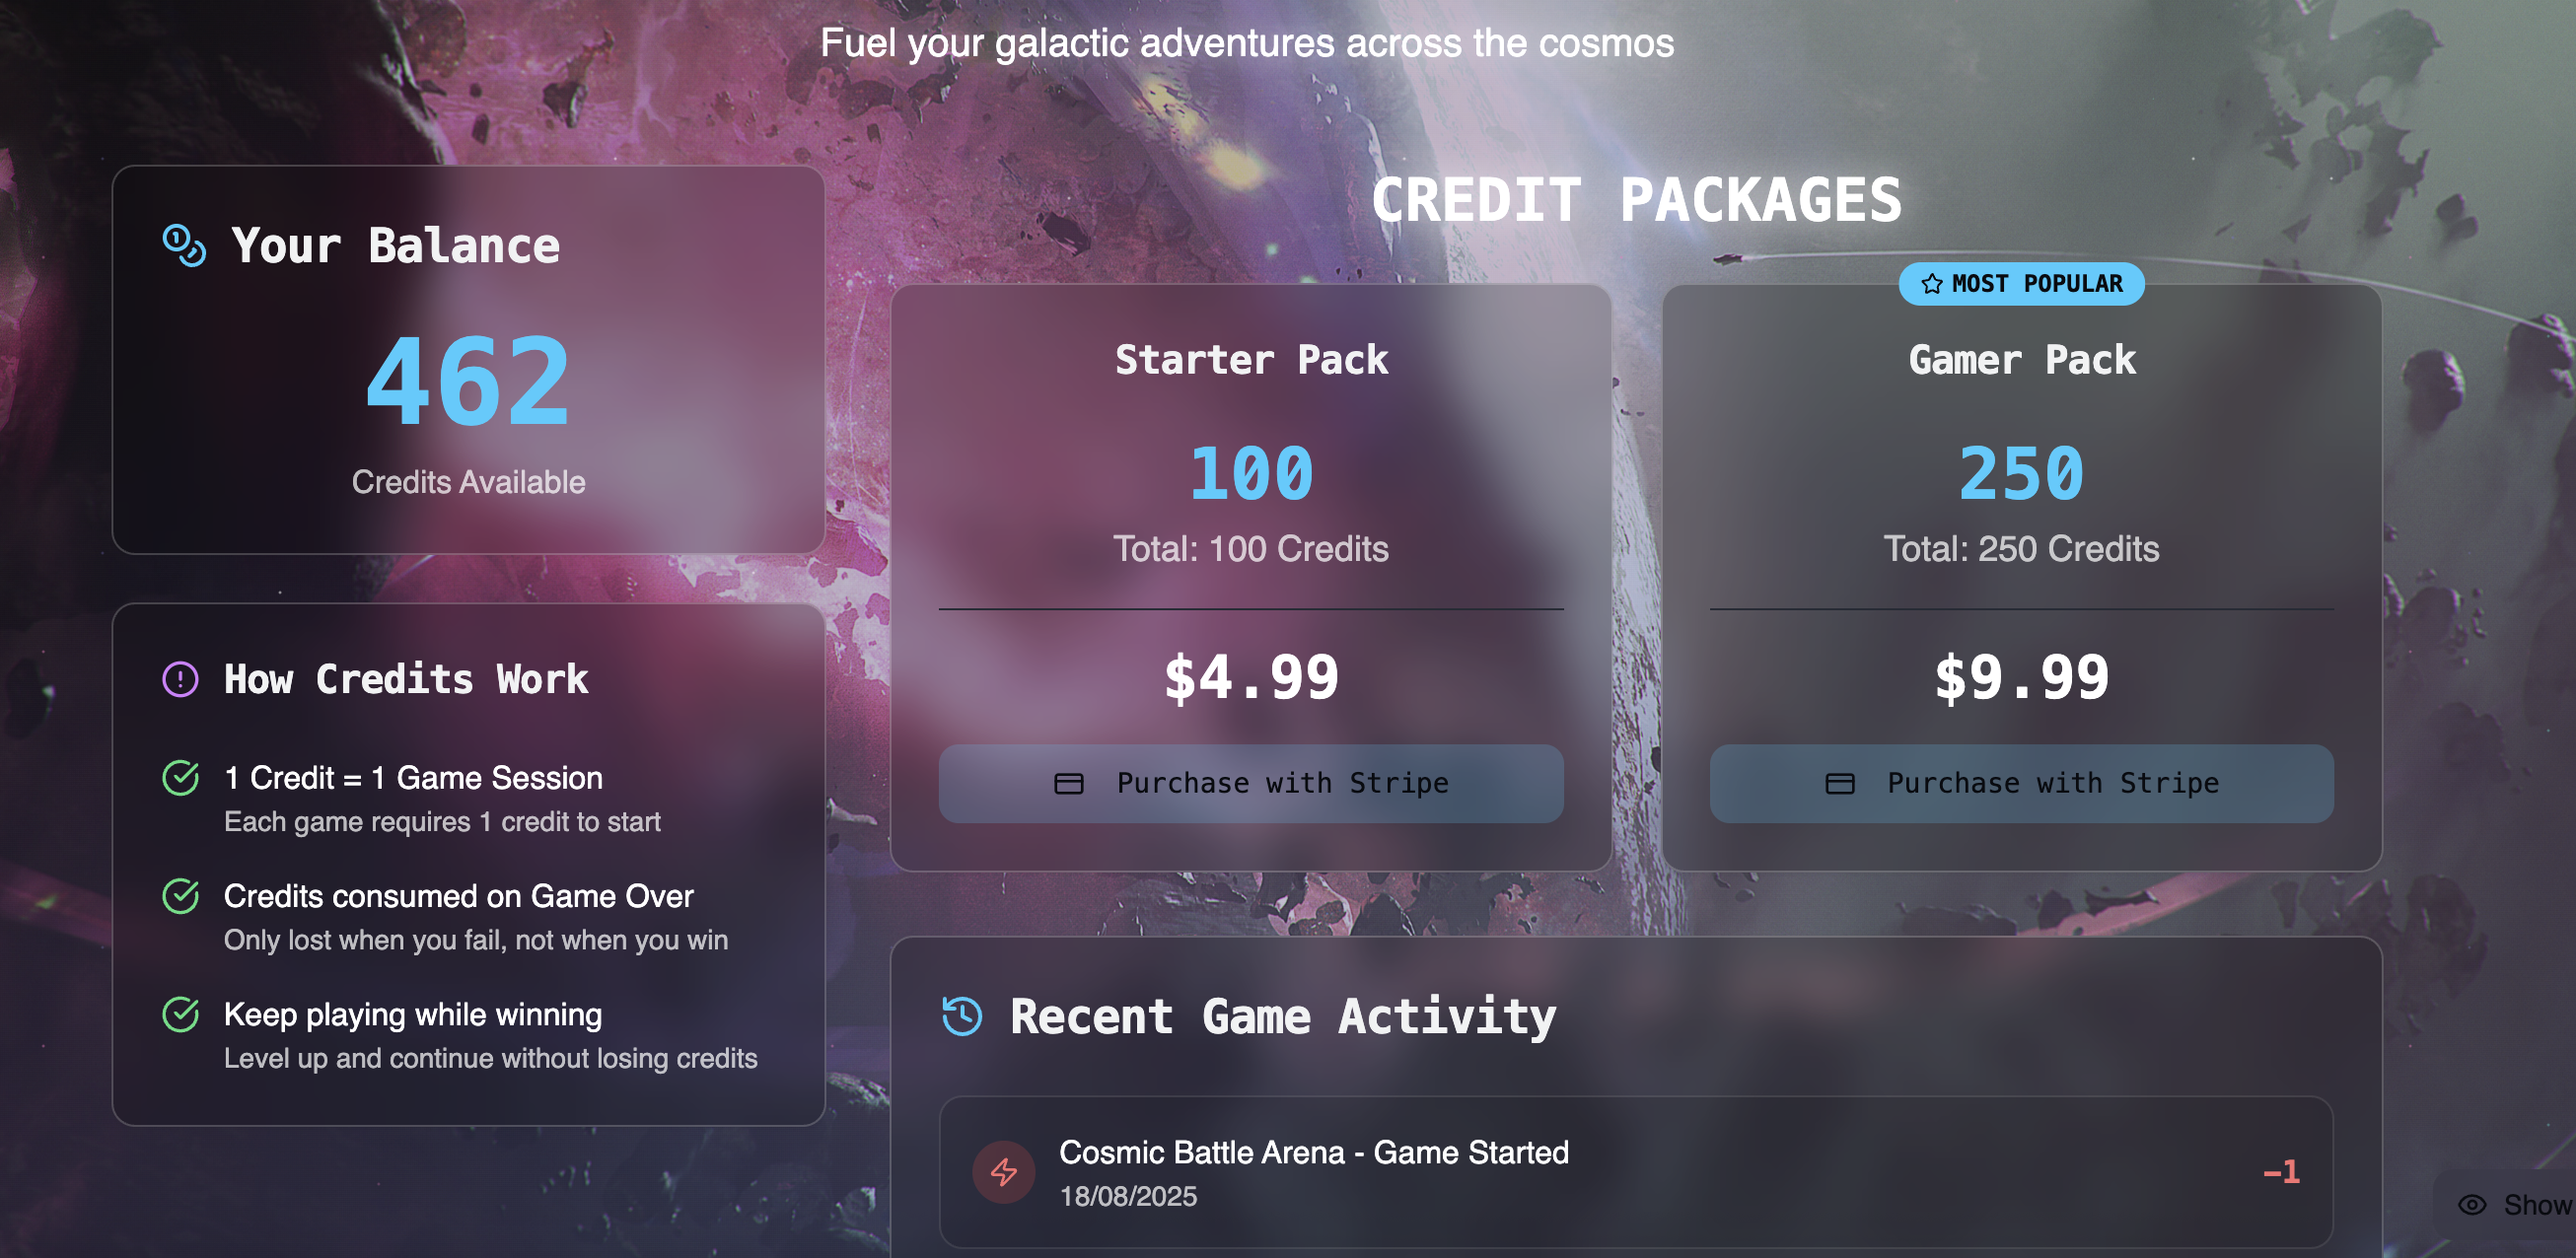 Fuel your galactic adventures across the cosmos
Your Balance
462
Credits Available
How Credits Work
1 Credit = 1 Game Session
Each game requires 1 credit to start
Credits consumed on Game Over
Only lost when you fail, not when you win
Keep playing while winning
Level up and continue without losing credits
CREDIT PACKAGES
Starter Pack
100
Total: 100 Credits
$4.99
Purchase with Stripe
MOST POPULAR
Gamer Pack
250
Total: 250 Credits
$9.99
Purchase with Stripe
Recent Game Activity
Cosmic Battle Arena - Game Started
18/08/2025
-1
Show